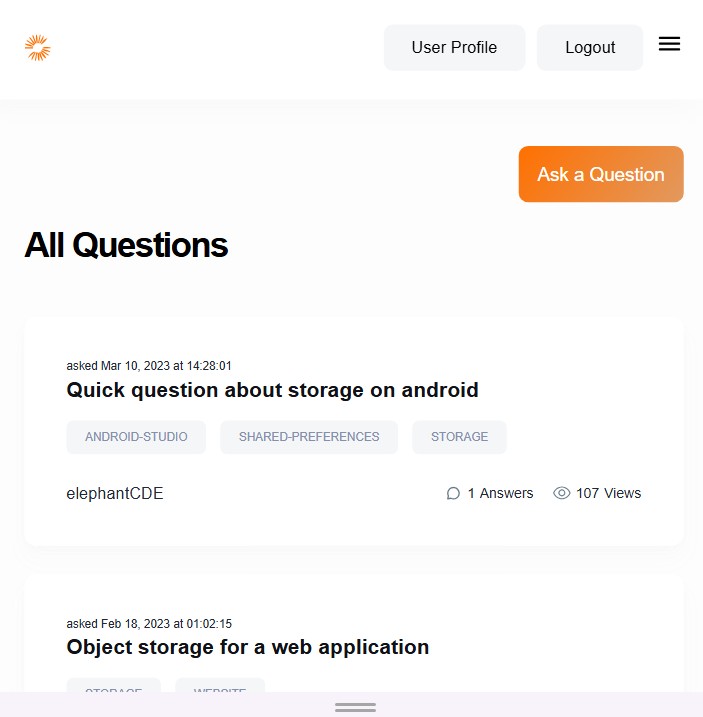 User Profile
Logout
Ask a Question
All Questions
asked Mar 10, 2023 at 14:28:01
Quick question about storage on android
ANDROID-STUDIO
SHARED-PREFERENCES
STORAGE
elephantCDE
1 Answers
107 Views
asked Feb 18, 2023 at 01:02:15
Object storage for a web application
STORAGE
WEBSITE